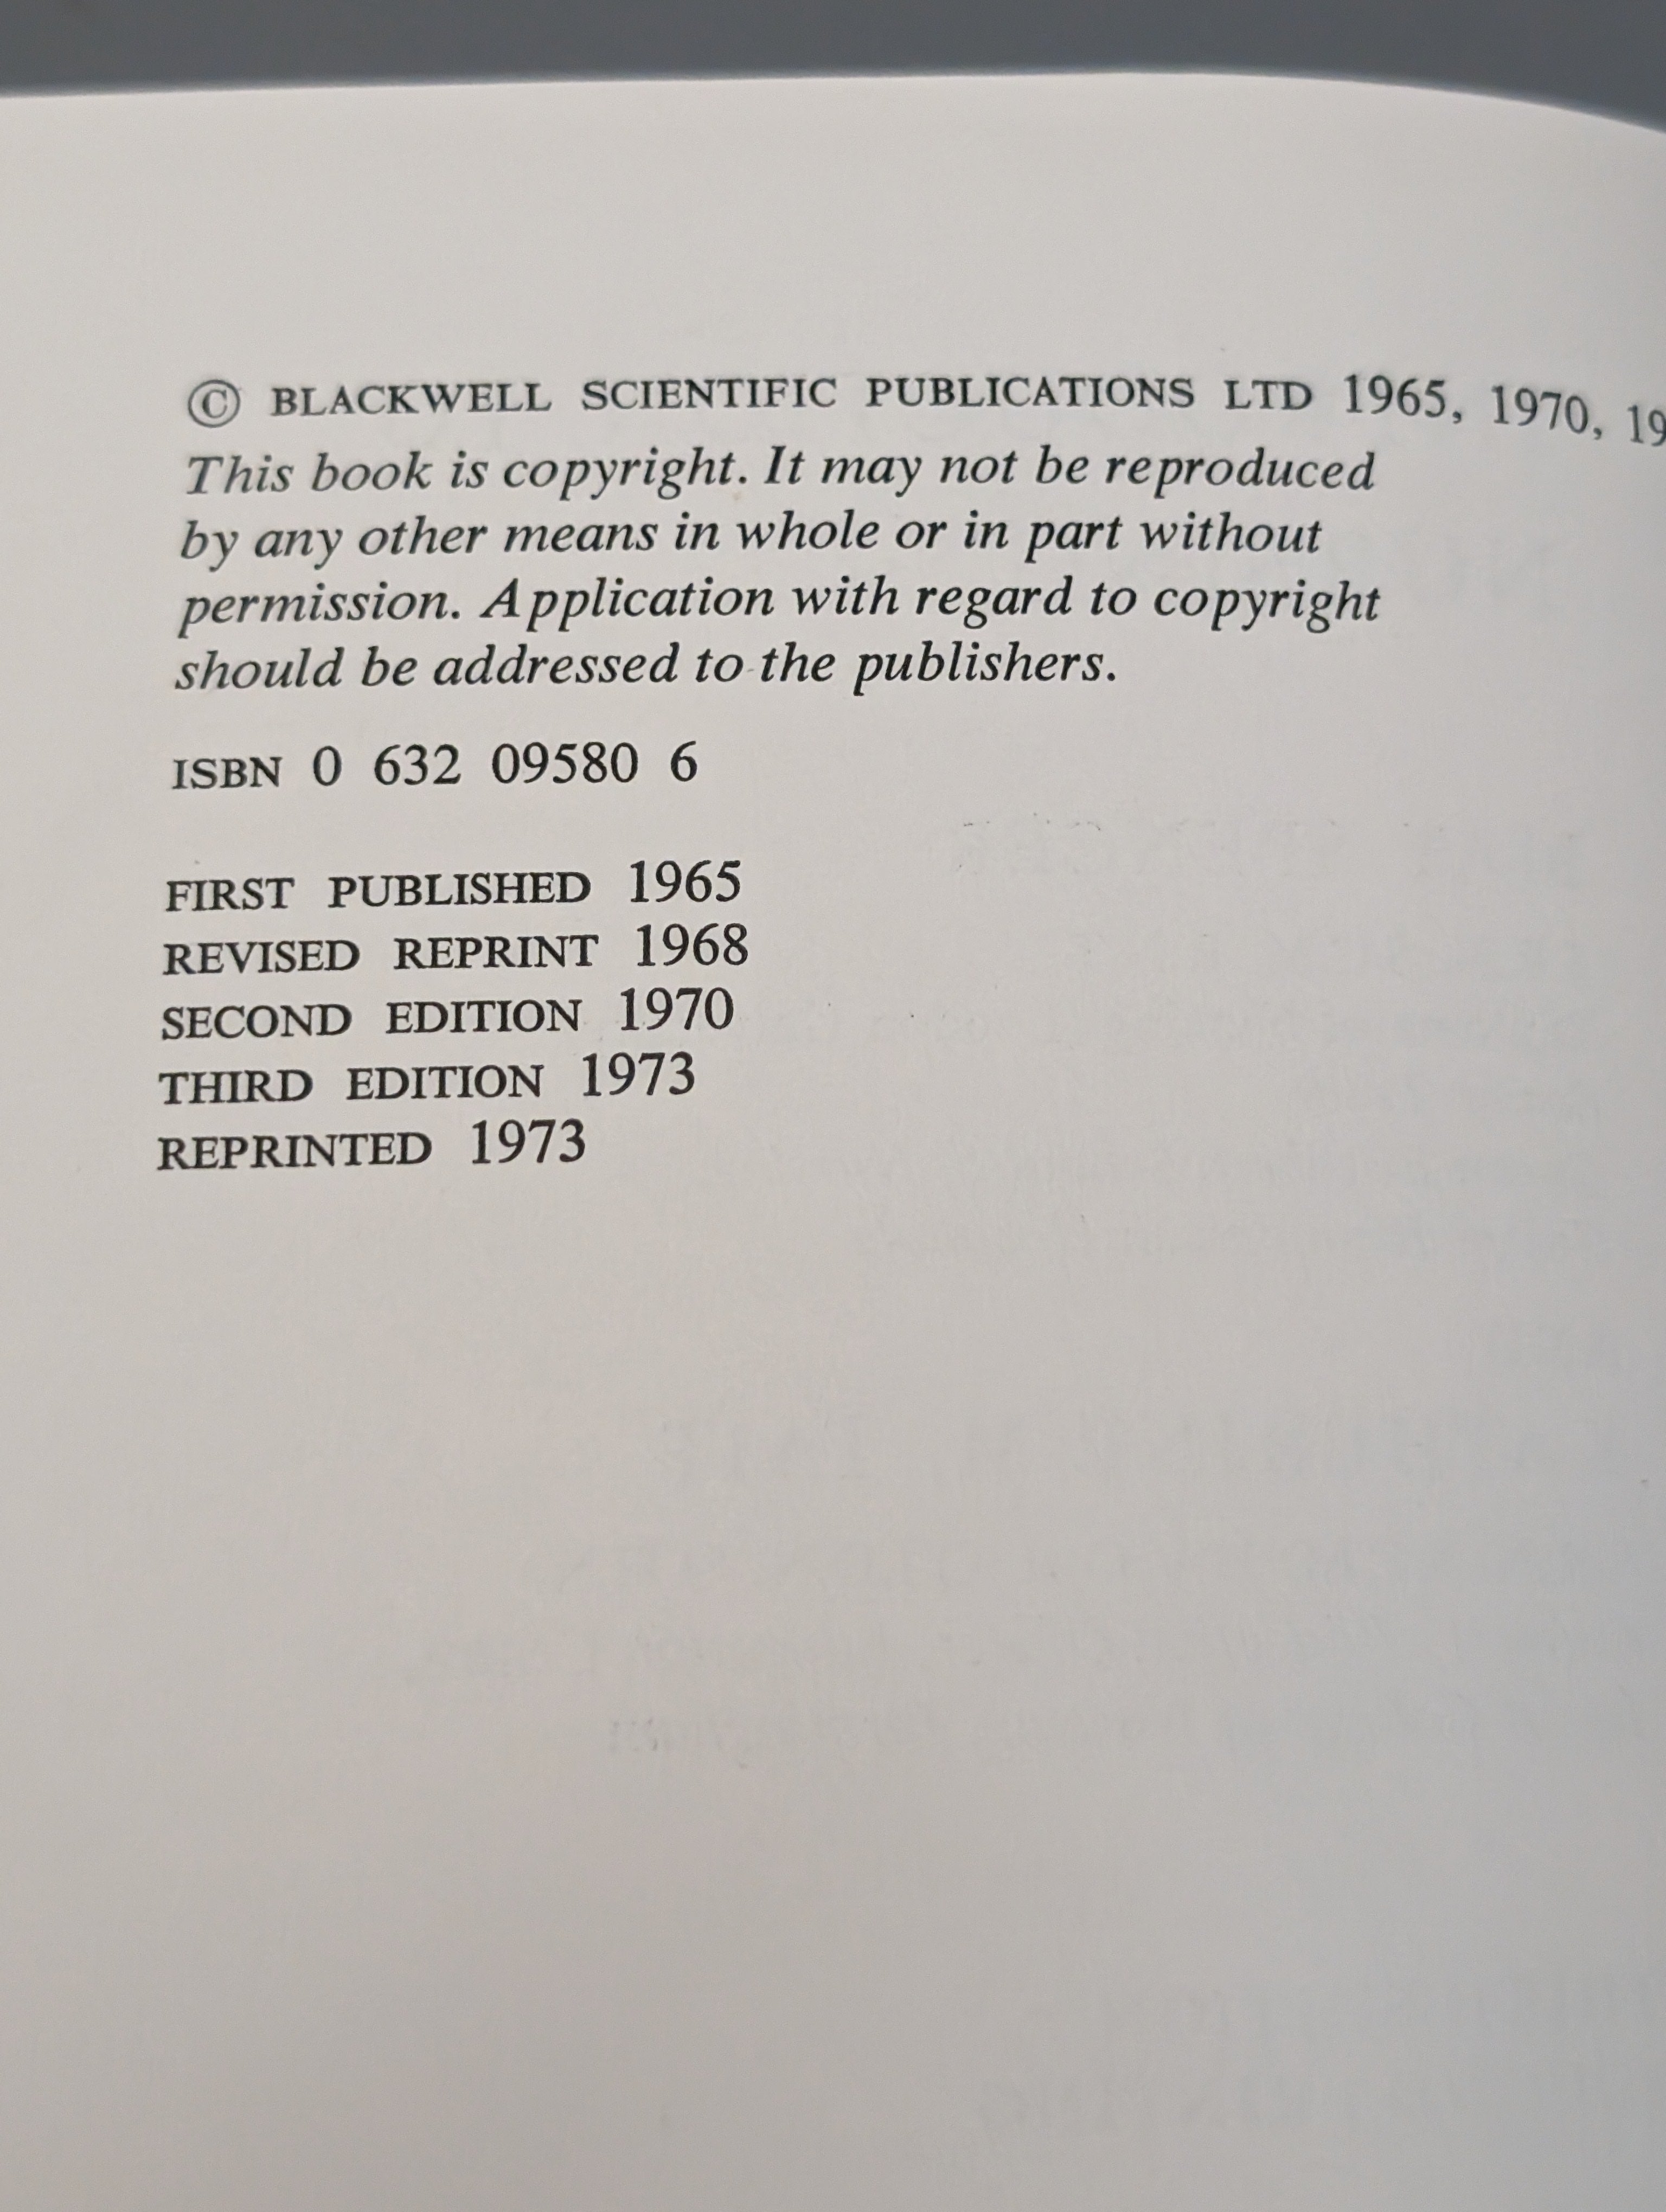 © BLACKWELL SCIENTIFIC PUBLICATIONS LTD 1965, 1970, 19
This book is copyright. It may not be reproduced
by any other means in whole or in part without
permission. Application with regard to copyright
should be addressed to the publishers.
ISBN 0 632 09580 6
FIRST PUBLISHED 1965
REVISED REPRINT 1968
SECOND EDITION 1970
THIRD EDITION 1973
REPRINTED 1973